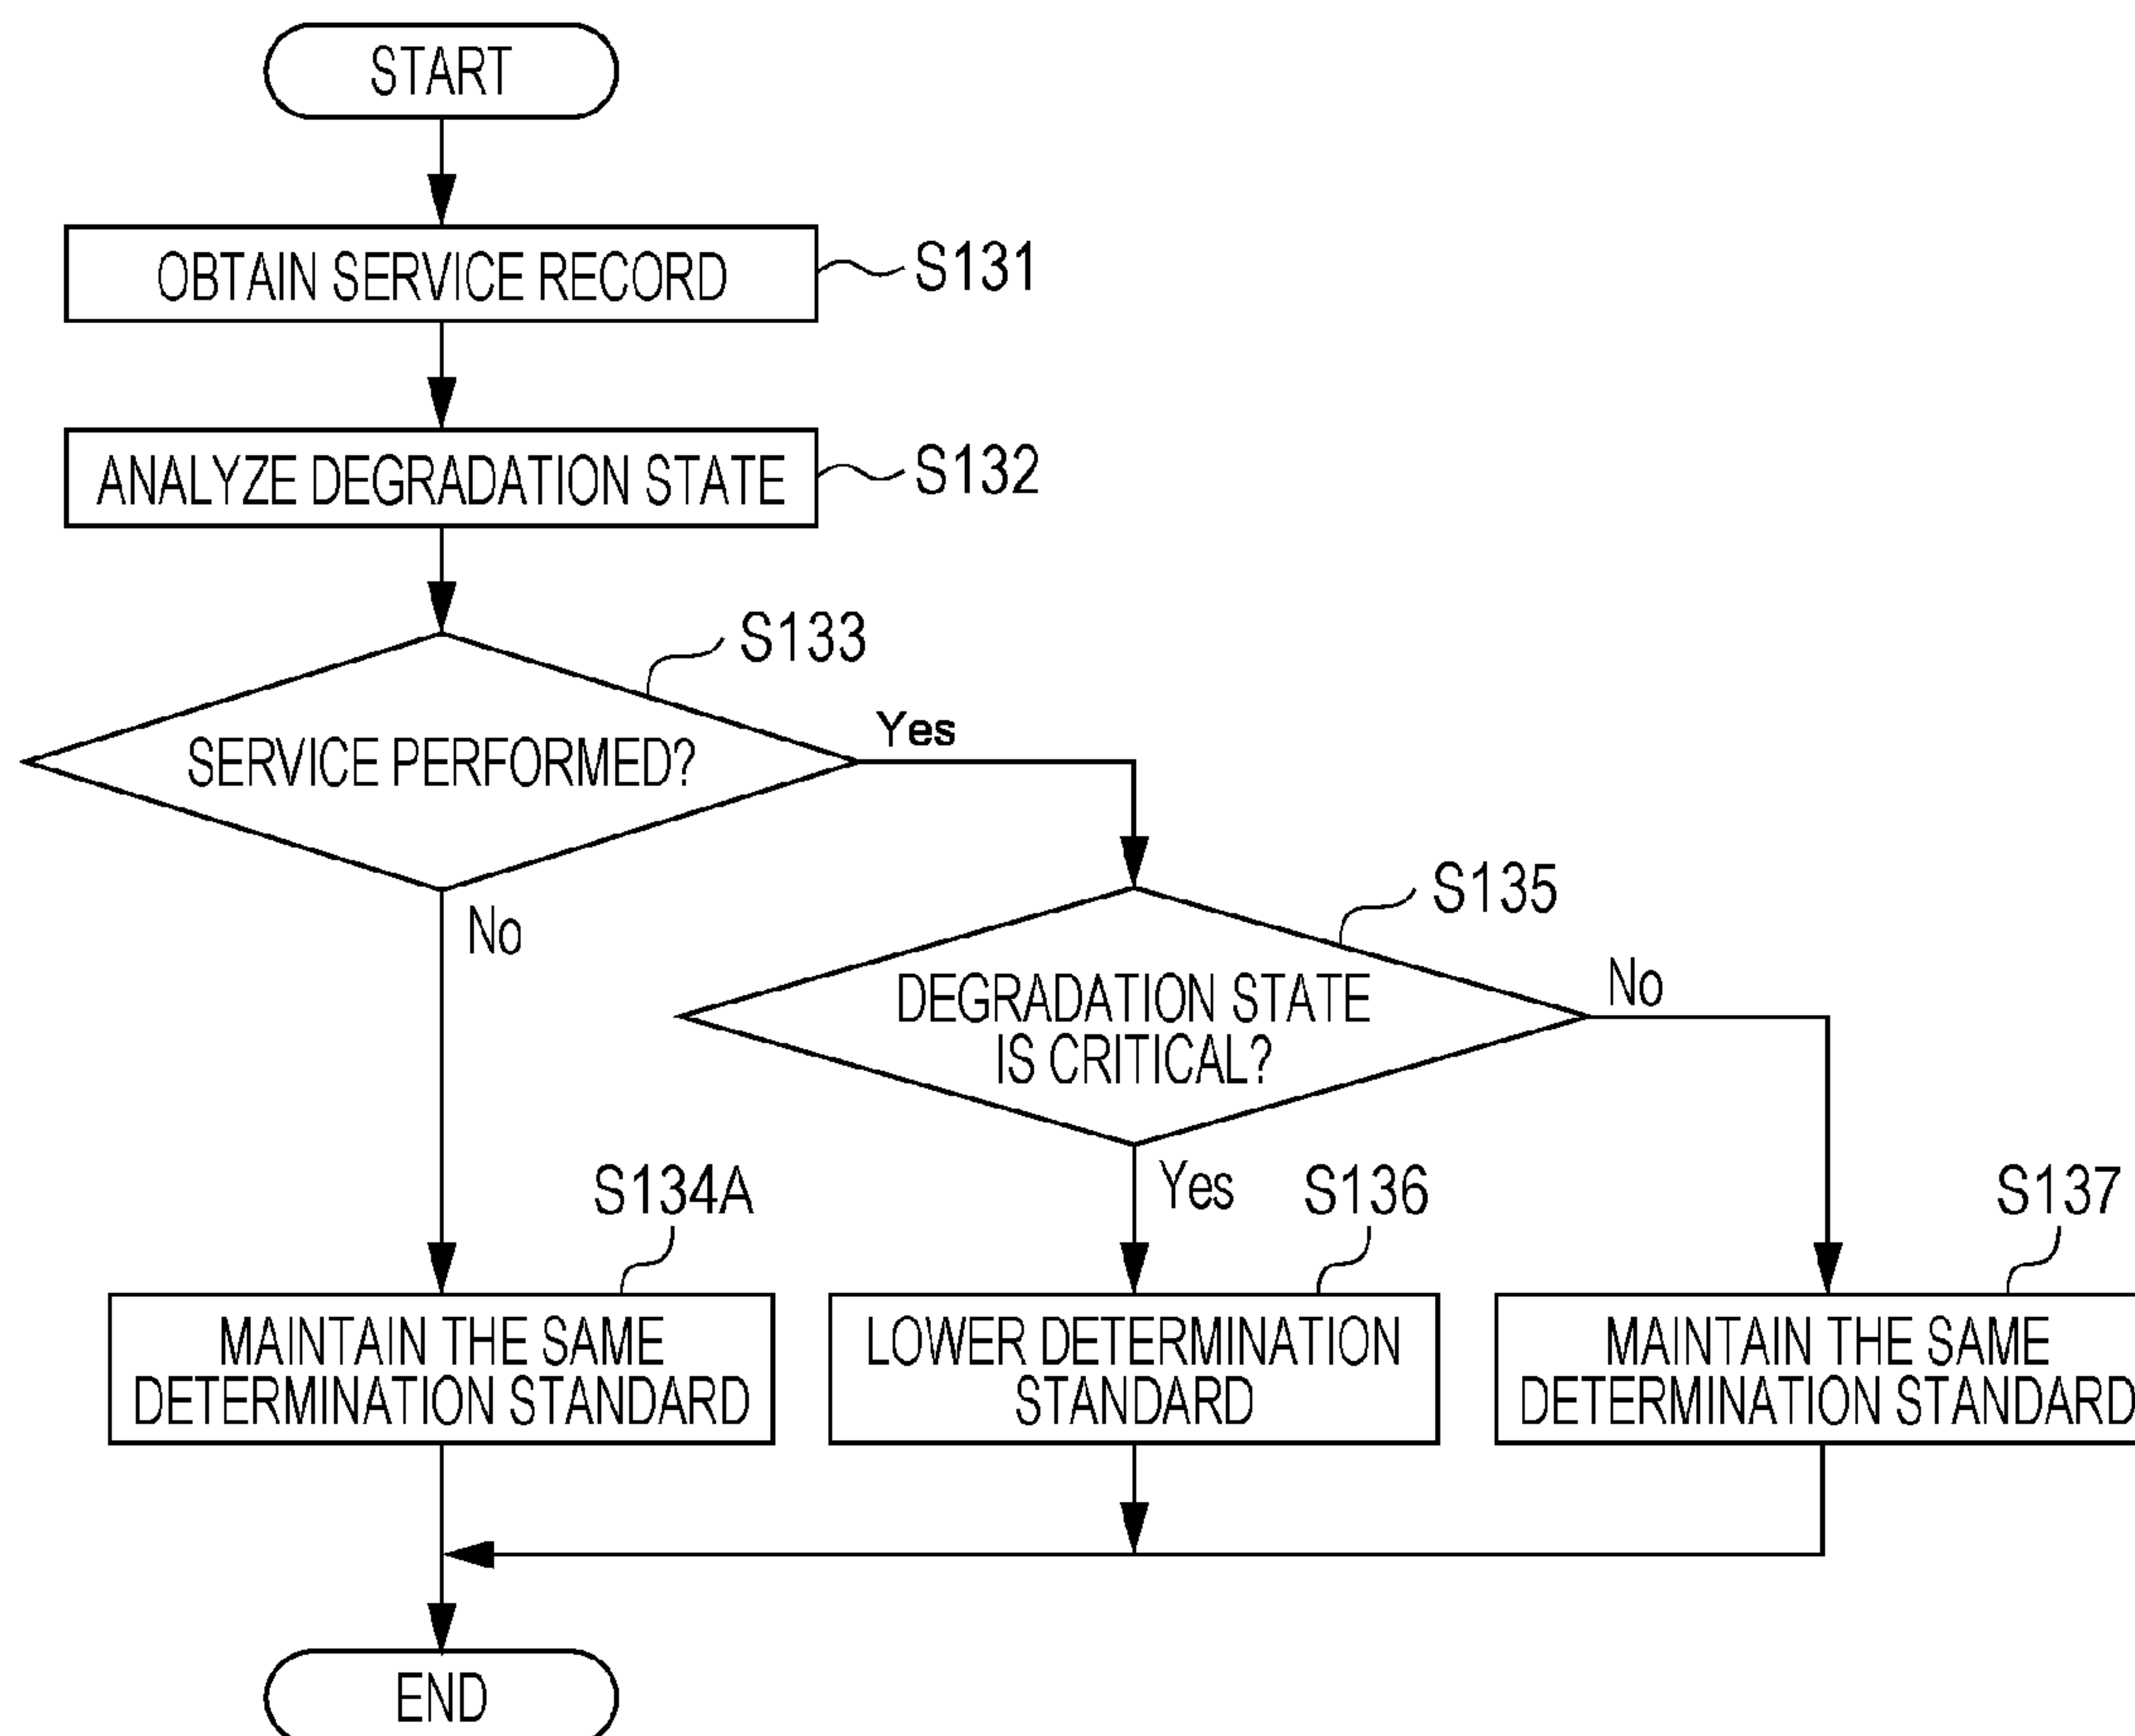 START
OBTAIN SERVICE RECORD
S131
ANALYZE DEGRADATION STATE
S132
S133
SERVICE PERFORMED?
Yes
No
S135
DEGRADATION STATE
IS CRITICAL?
No
Yes
S134A
MAINTAIN THE SAME
DETERMINATION STANDARD
S136
LOWER DETERMINATION
STANDARD
S137
MAINTAIN THE SAME
DETERMINATION STANDARD
END